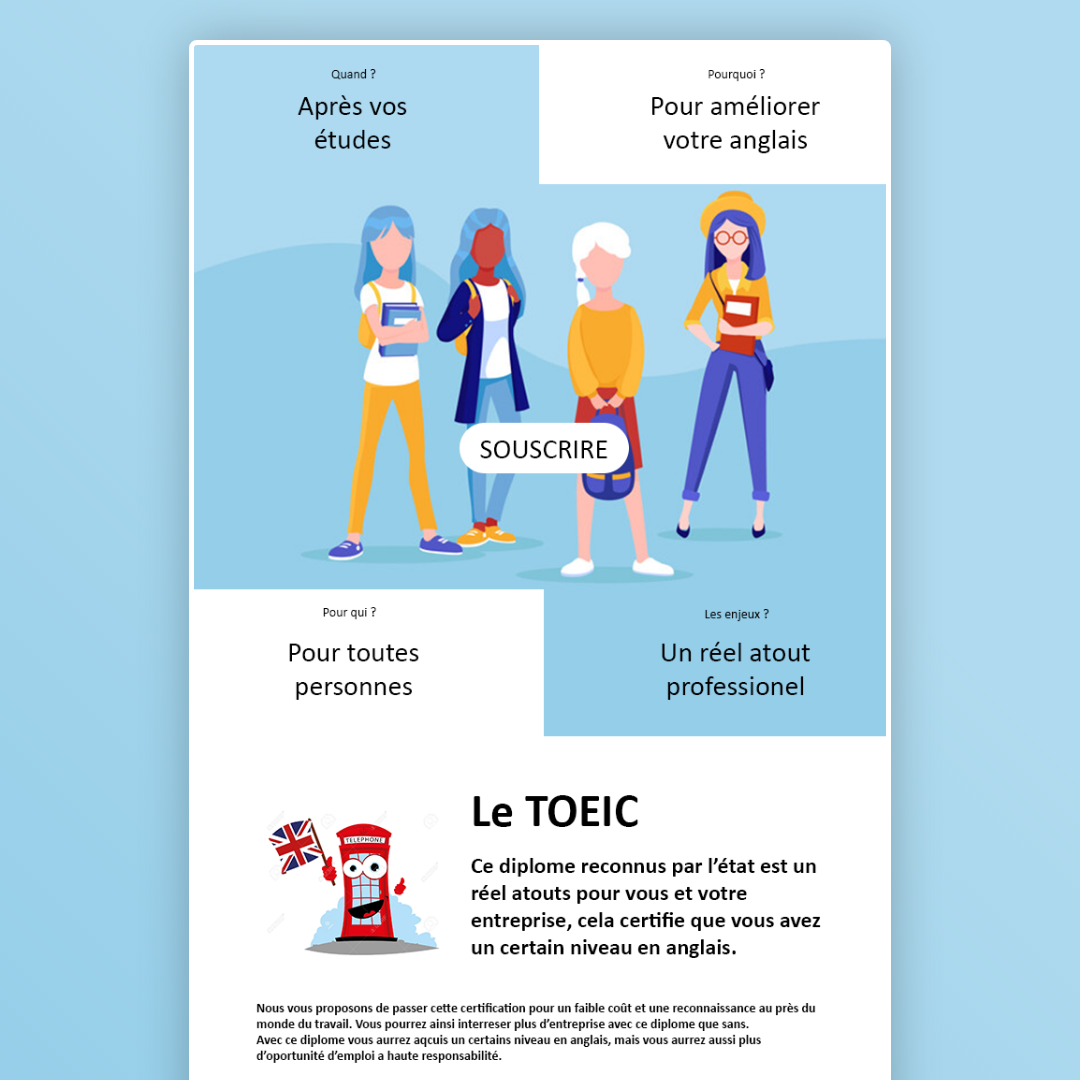 Quand ?
Après vos
études
Pourquoi ?
Pour améliorer
votre anglais
SOUSCRIRE
Pour qui ?
Pour toutes
personnes
Les enjeux ?
Un réel atout
professionel
TELEPHONE
Le TOEIC
Ce diplome reconnus par l’état est un
réel atouts pour vous et votre
entreprise, cela certifie que vous avez
un certain niveau en anglais.
Nous vous proposons de passer cette certification pour un faible coût et une reconnaissance au près du
monde du travail. Vous pourrez ainsi interreser plus d’entreprise avec ce diplome que sans.
Avec ce diplome vous aurrez aqcuis un certains niveau en anglais, mais vous aurrez aussi plus
d’oportunité d’emploi a haute responsabilité.